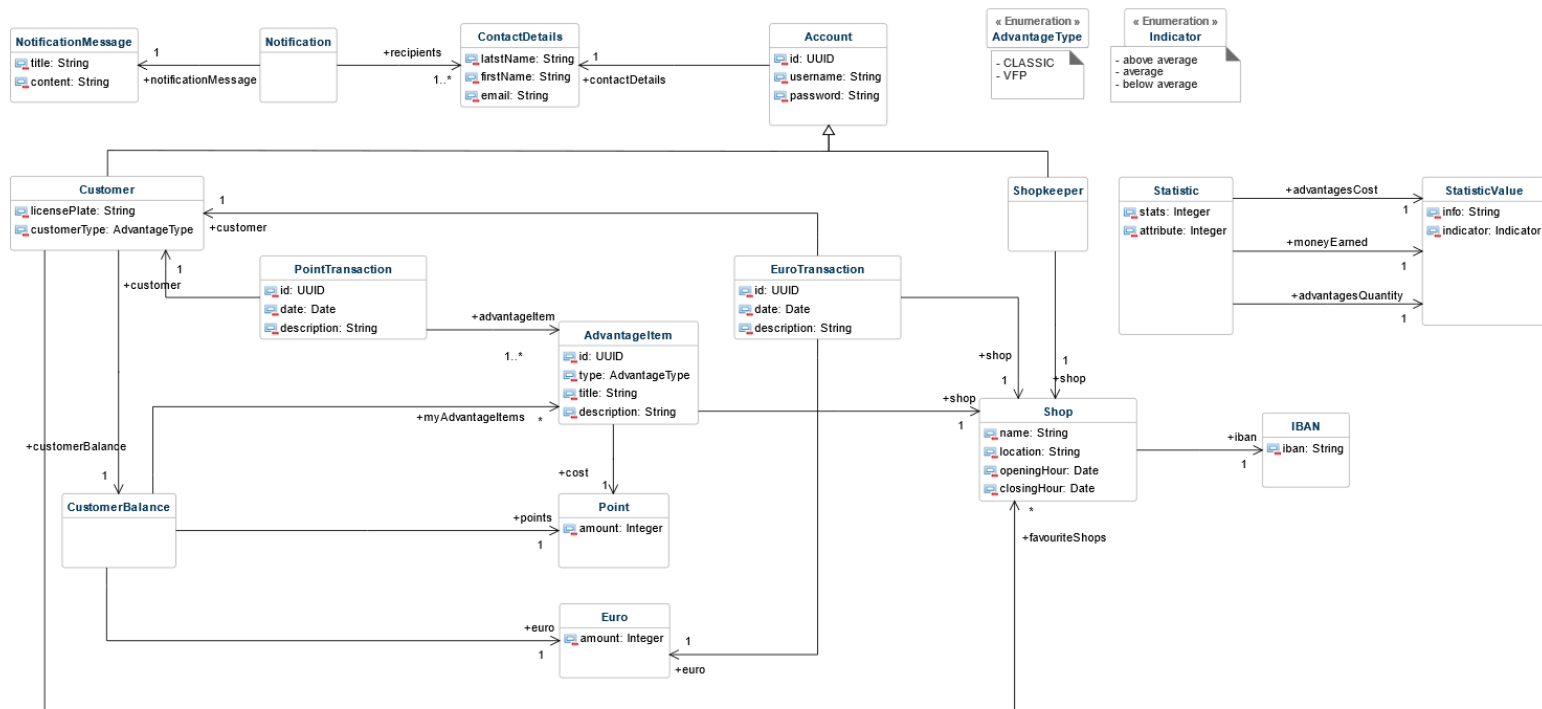 « Enumeration »
AdvantageType
- CLASSIC
- VFP
« Enumeration »
Indicator
- above average
- average
- below average
NotificationMessage
title: String
content: String
1
+notificationMessage
Notification
+recipients
1..*
ContactDetails
latstName: String
firstName: String
email: String
1
+contactDetails
Account
id: UUID
username: String
password: String
Customer
licensePlate: String
customerType: AdvantageType
1
+customer
1
+customer
Shopkeeper
Statistic
stats: Integer
attribute: Integer
+advantagesCost
1
+moneyEarned
1
+advantagesQuantity
1
StatisticValue
info: String
indicator: Indicator
PointTransaction
id: UUID
date: Date
description: String
+advantageItem
1..*
EuroTransaction
id: UUID
date: Date
description: String
AdvantageItem
id: UUID
type: AdvantageType
title: String
description: String
+shop
1
1
+shop
+shop
1
+myAdvantageItems
*
Shop
name: String
location: String
openingHour: Date
closingHour: Date
+iban
1
IBAN
iban: String
+customerBalance
1
+cost
1
CustomerBalance
+points
1
Point
amount: Integer
*
+favouriteShops
+euro
1
Euro
amount: Integer
1
+euro